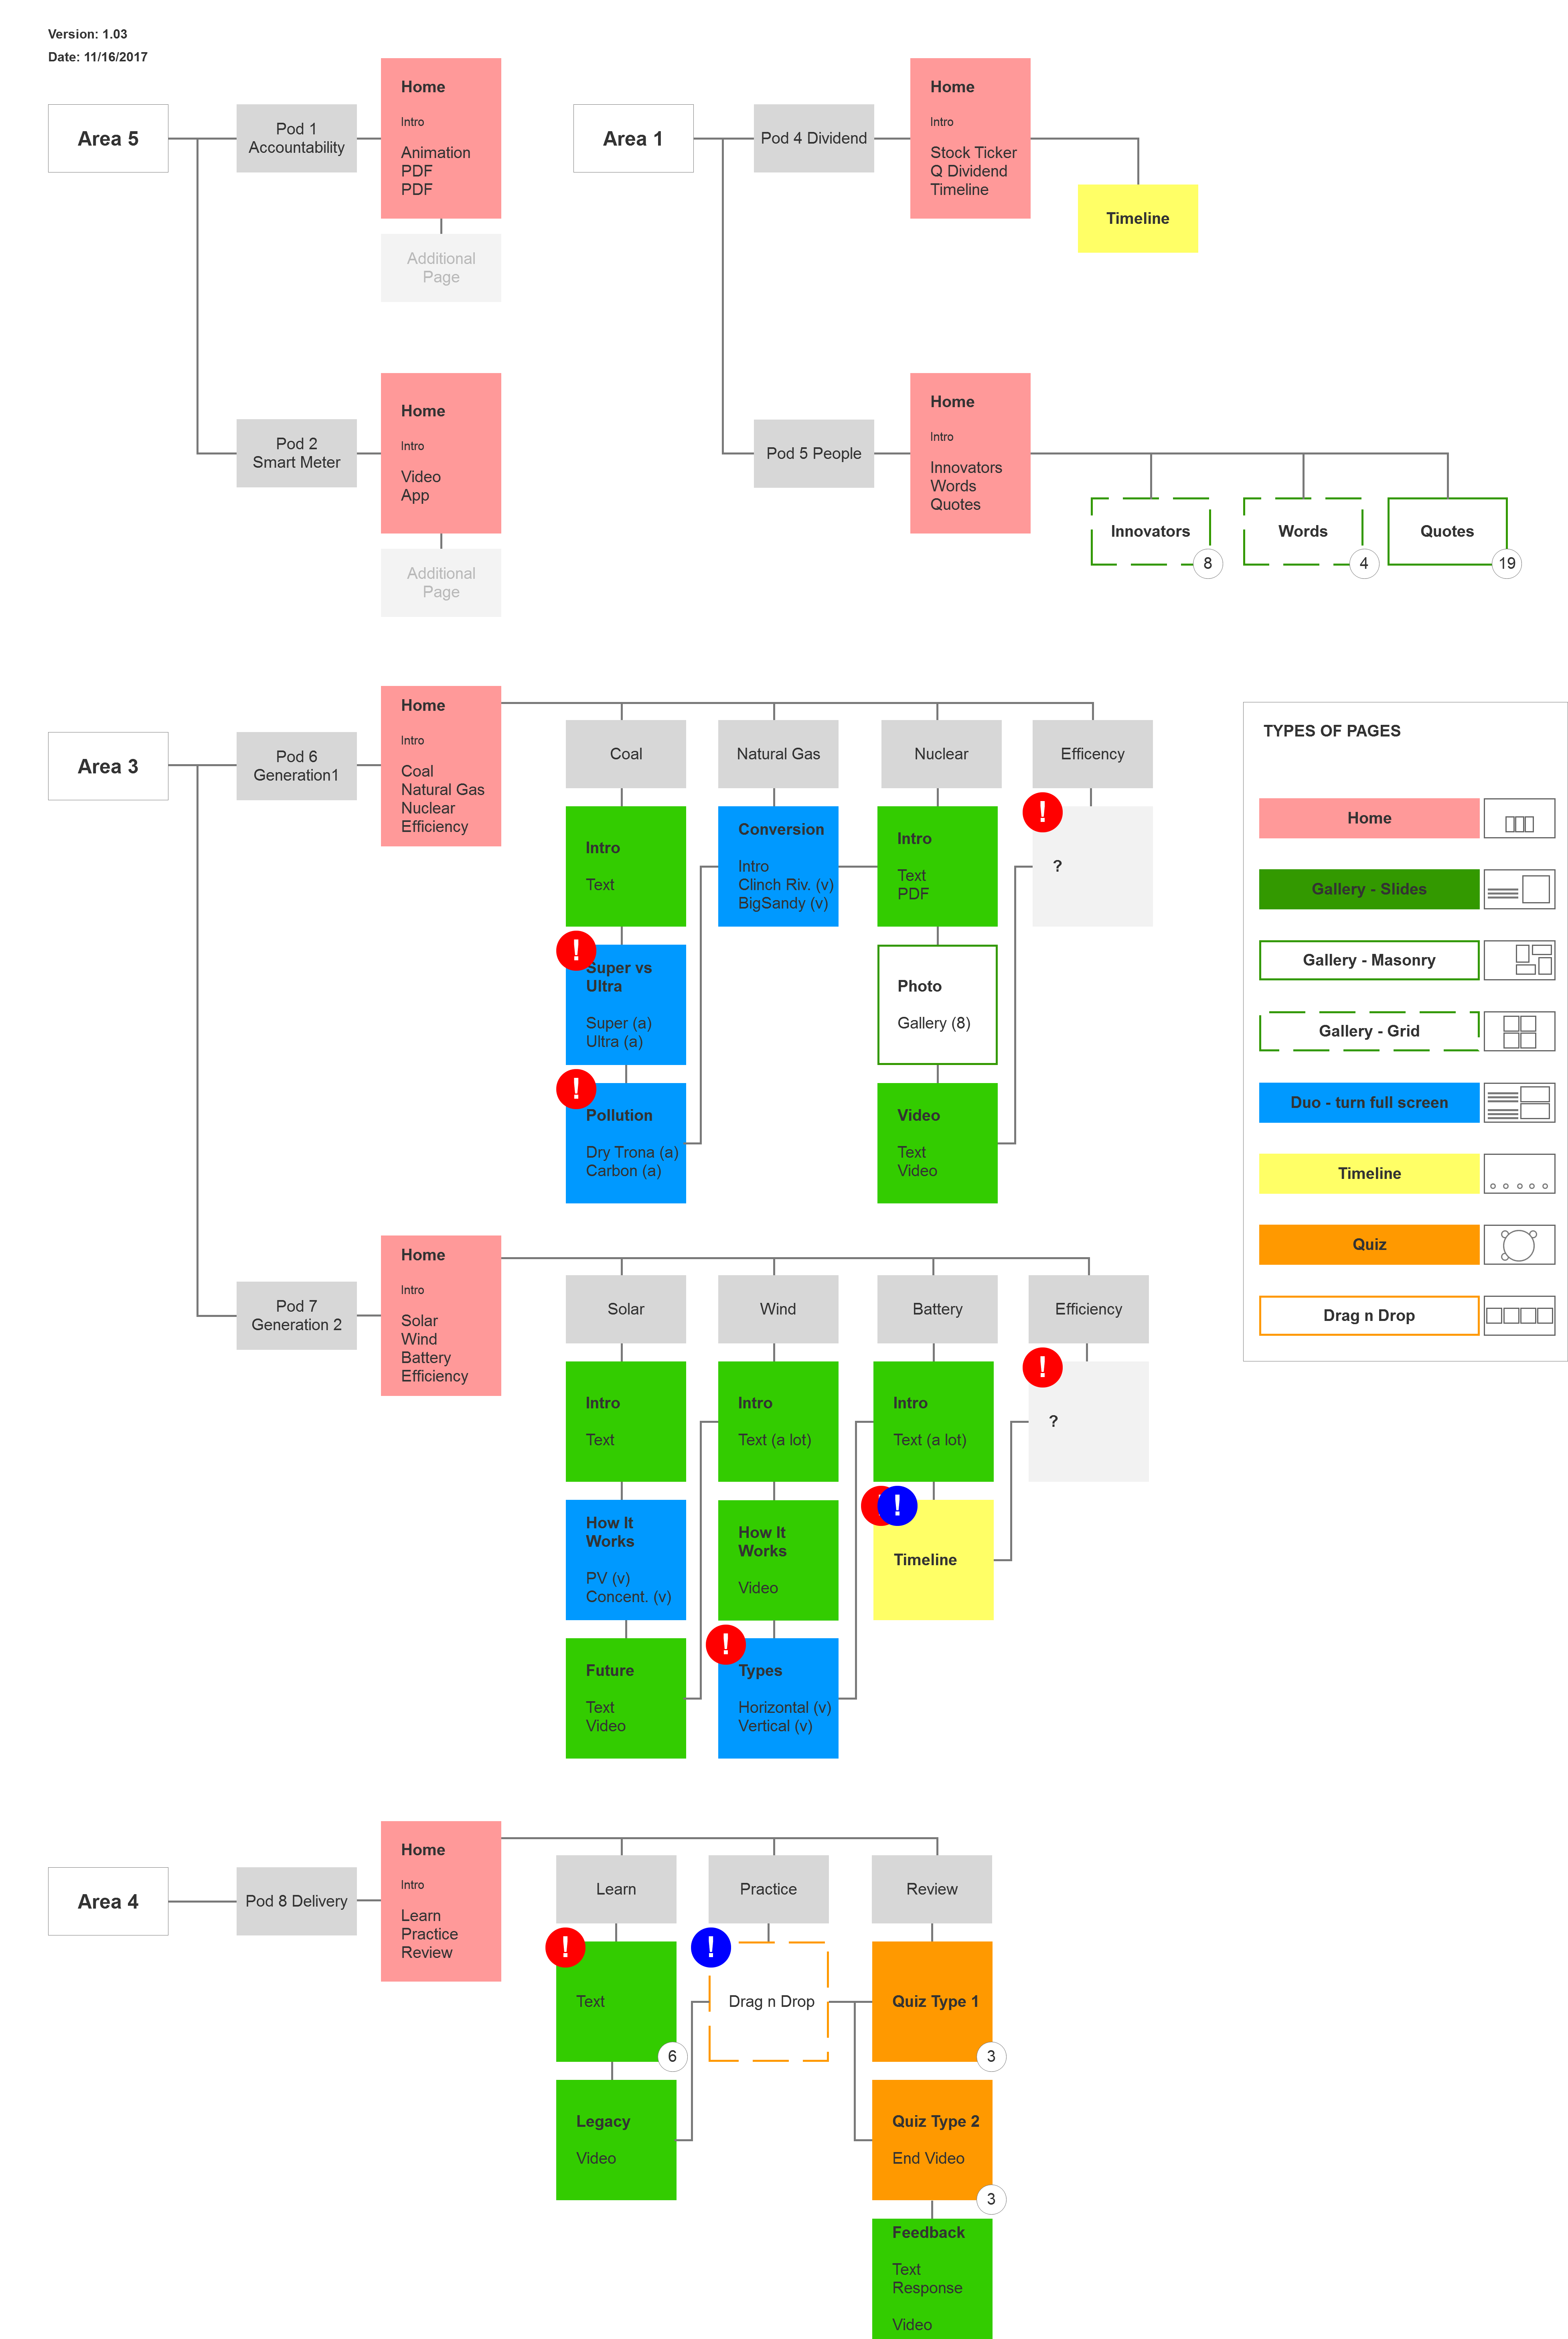 Version: 1.03
Date: 11/16/2017
Area 5
Pod 1
Accountability
Home
Intro
Animation
PDF
PDF
Additional
Page
Pod 2
Smart Meter
Home
Intro
Video
App
Additional
Page
Area 1
Pod 4 Dividend
Home
Intro
Stock Ticker
Q Dividend
Timeline
Timeline
Pod 5 People
Home
Intro
Innovators
Words
Quotes
Innovators
8
Words
4
Quotes
19
Area 3
Pod 6
Generation1
Home
Intro
Coal
Natural Gas
Nuclear
Efficiency
Coal
Intro
Text
!
Super vs
Ultra
Super (a)
Ultra (a)
!
Pollution
Dry Trona (a)
Carbon (a)
Natural Gas
Conversion
Intro
Clinch Riv. (v)
BigSandy (v)
Nuclear
Intro
Text
PDF
Photo
Gallery (8)
Video
Text
Video
Efficency
!
?
Pod 7
Generation 2
Home
Intro
Solar
Wind
Battery
Efficiency
Solar
Intro
Text
How It
Works
PV (v)
Concent. (v)
Future
Text
Video
Wind
Intro
Text (a lot)
How It
Works
Video
!
Types
Horizontal (v)
Vertical (v)
Battery
Intro
Text (a lot)
!
Timeline
Efficiency
!
?
TYPES OF PAGES
Home
Gallery - Slides
Gallery - Masonry
Gallery - Grid
Duo - turn full screen
Timeline
Quiz
Drag n Drop
Area 4
Pod 8 Delivery
Home
Intro
Learn
Practice
Review
Learn
!
Text
6
Legacy
Video
Practice
!
Drag n Drop
Review
Quiz Type 1
3
Quiz Type 2
End Video
3
Feedback
Text
Response
Video